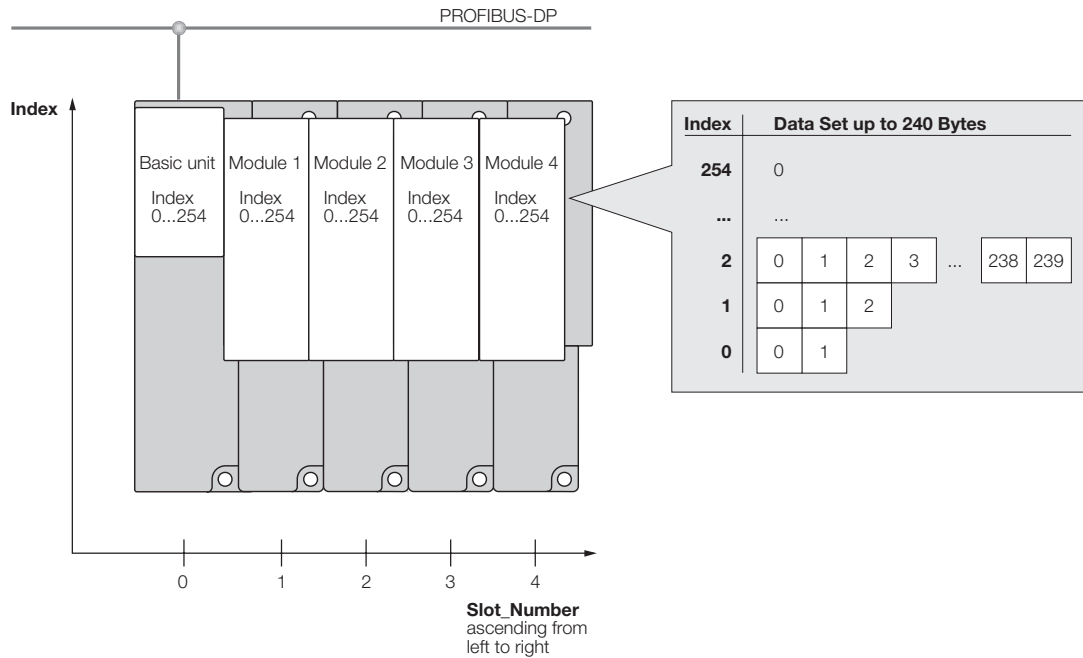 PROFIBUS-DP
Index
Basic unit
Index
0...254
Module 1
Index
0...254
Module 2
Index
0...254
Module 3
Index
0...254
Module 4
Index
0...254
Index Data Set up to 240 Bytes
254 0
... ...
2 0 1 2 3 ... 238 239
1 0 1 2
0 0 1
0 1 2 3 4
Slot_Number
ascending from
left to right